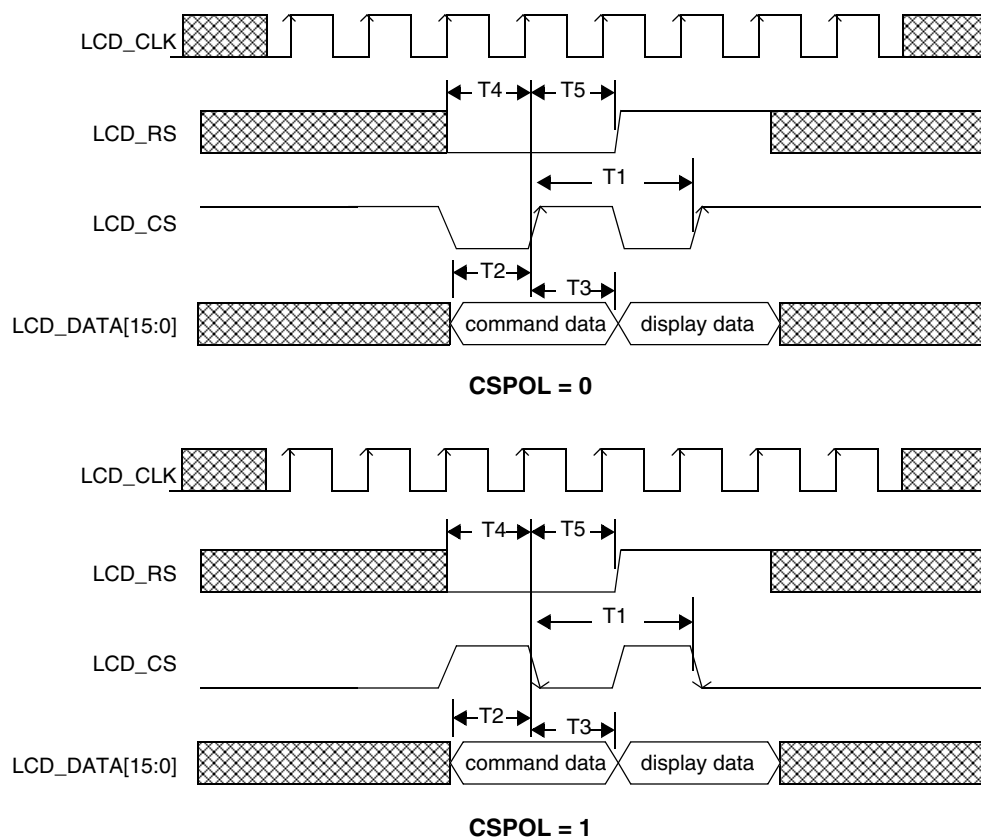 LCD_CLK
T4 T5
LCD_RS
T1
LCD_CS
T2
T3
LCD_DATA[15:0] command data display data
CSPOL = 0
LCD_CLK
T4 T5
LCD_RS
T1
LCD_CS
T2
T3
LCD_DATA[15:0] command data display data
CSPOL = 1